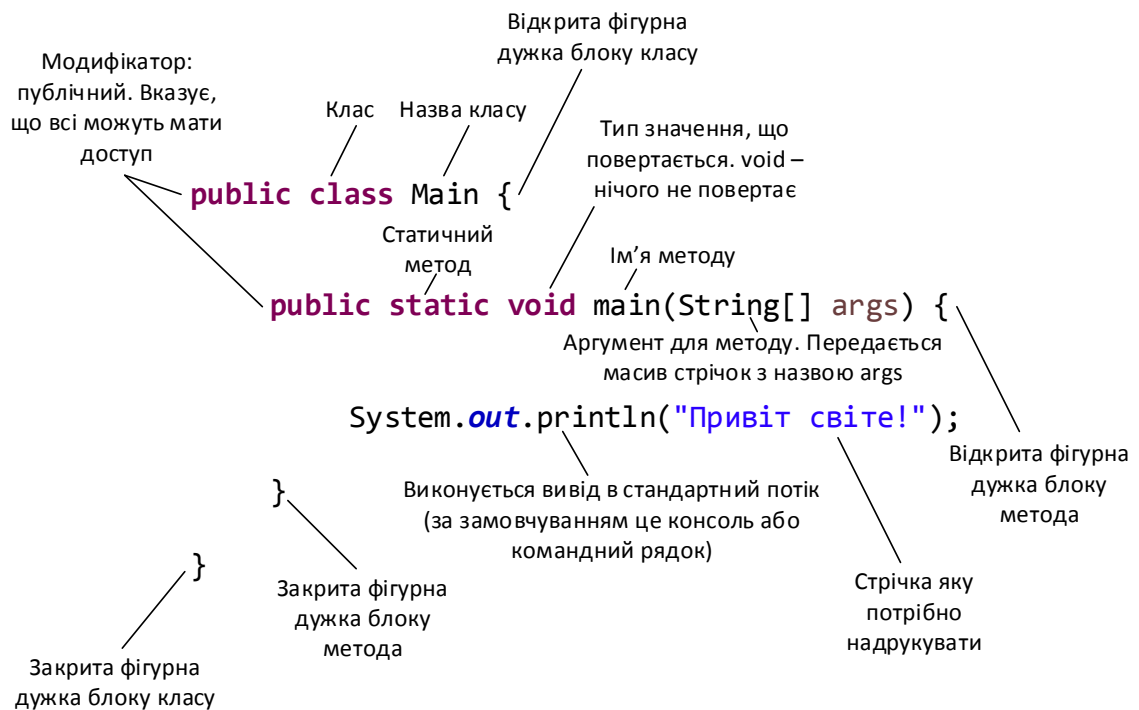 Відкрита фігурна
дужка блоку класу
Модифікатор:
публічний. Вказує,
що всі можуть мати
доступ
Клас
Назва класу
Тип значення, що
повертається. void –
нічого не повертає
public class Main {
Статичний
метод
Ім’я методу
public static void main(String[] args) {
Аргумент для методу. Передається
масив стрічок з назвою args
System.out.println("Привіт світе!");
Відкрита фігурна
дужка блоку
метода
}
Виконується вивід в стандартний потік
(за замовчуванням це консоль або
командний рядок)
}
Закрита фігурна
дужка блоку
метода
Стрічка яку
потрібно
надрукувати
Закрита фігурна
дужка блоку класу